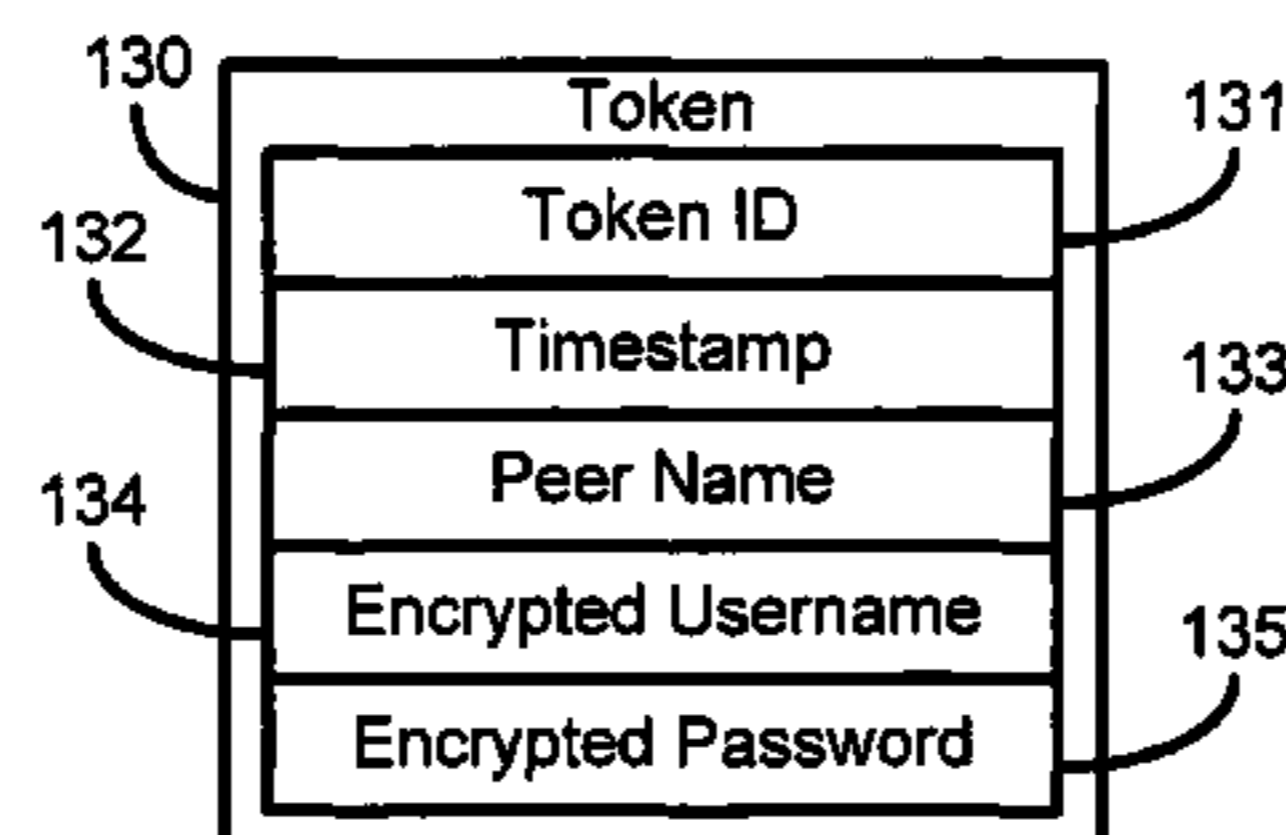 130
Token
131
Token ID
132
Timestamp
133
Peer Name
134
Encrypted Username
135
Encrypted Password